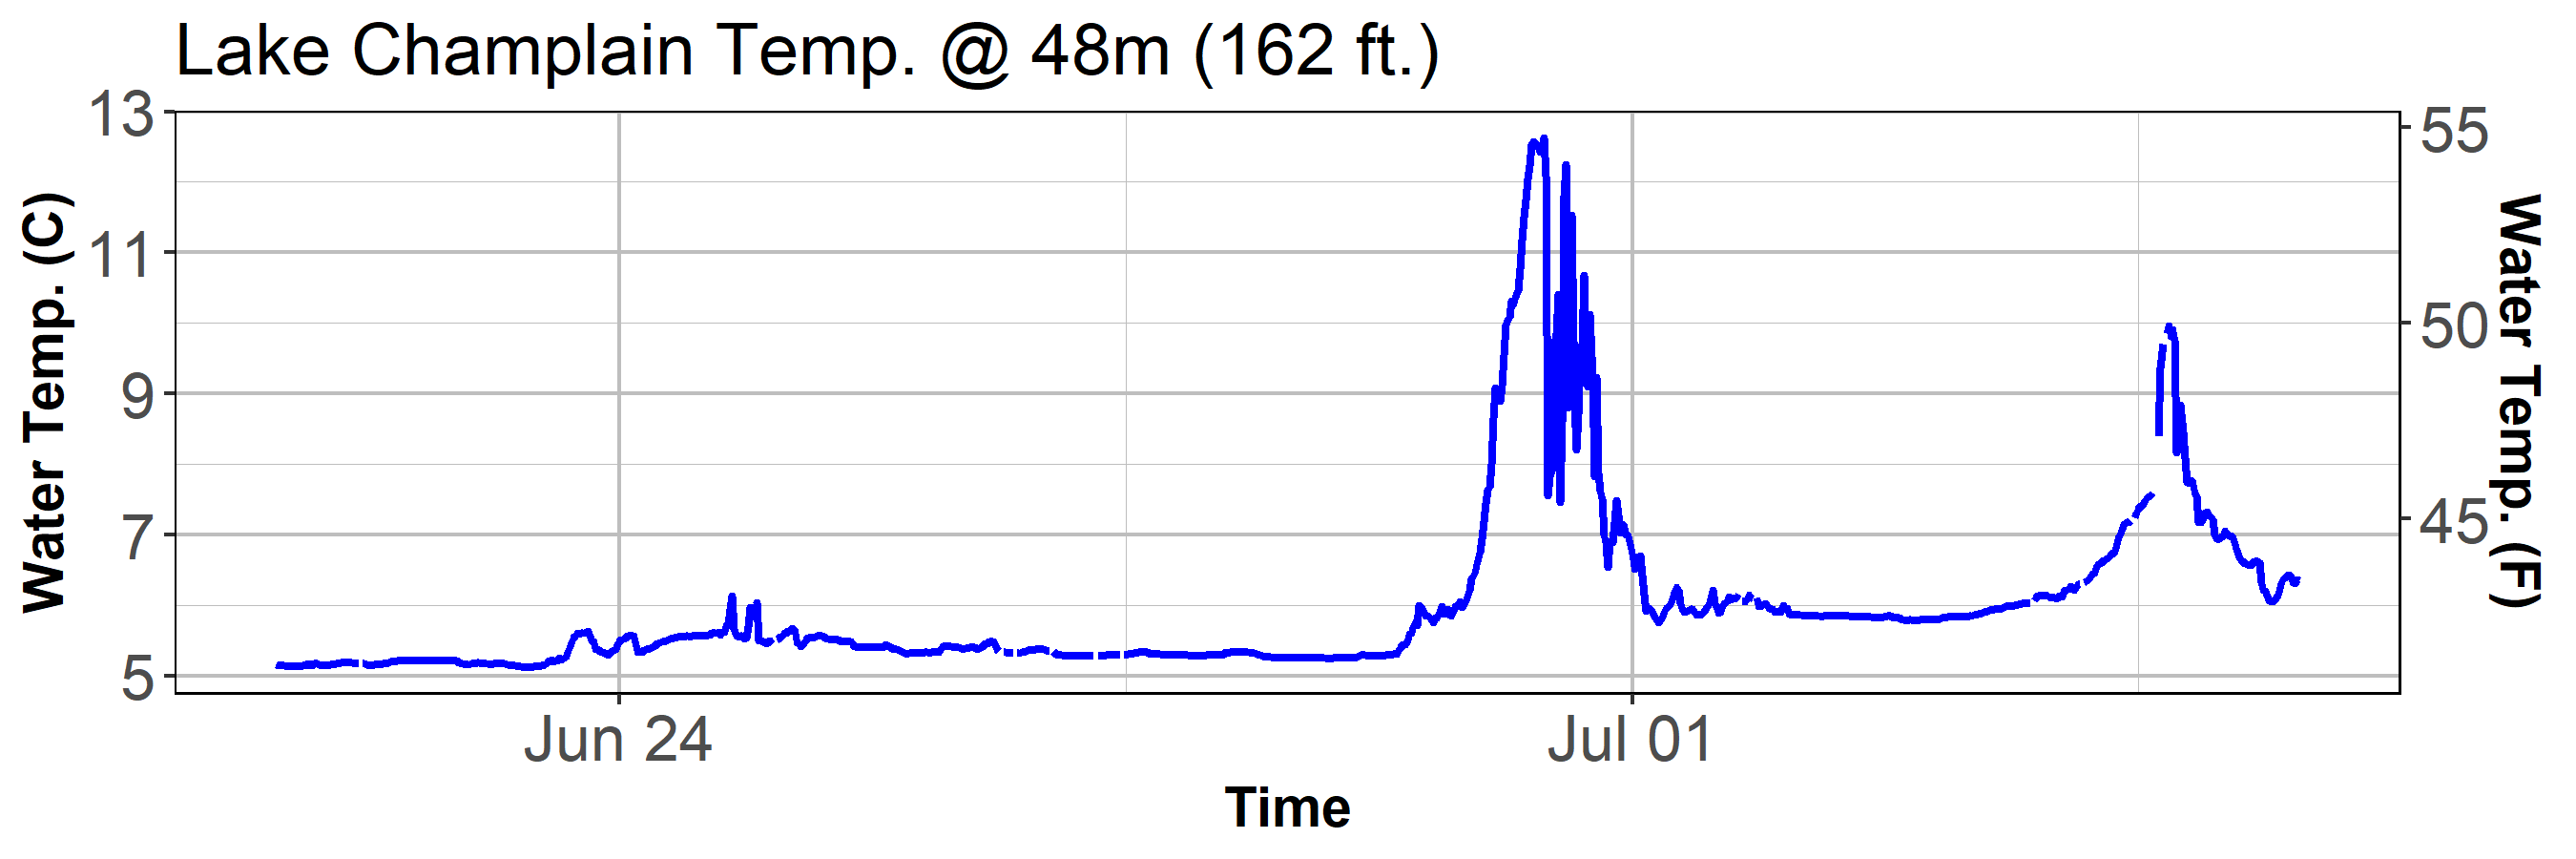 Lake Champlain Temp. @ 48m (162 ft.)
13
11
9
7
5
Water Temp. (C)
55
50
45
Water Temp. (F)
Jun 24
Jul 01
Time